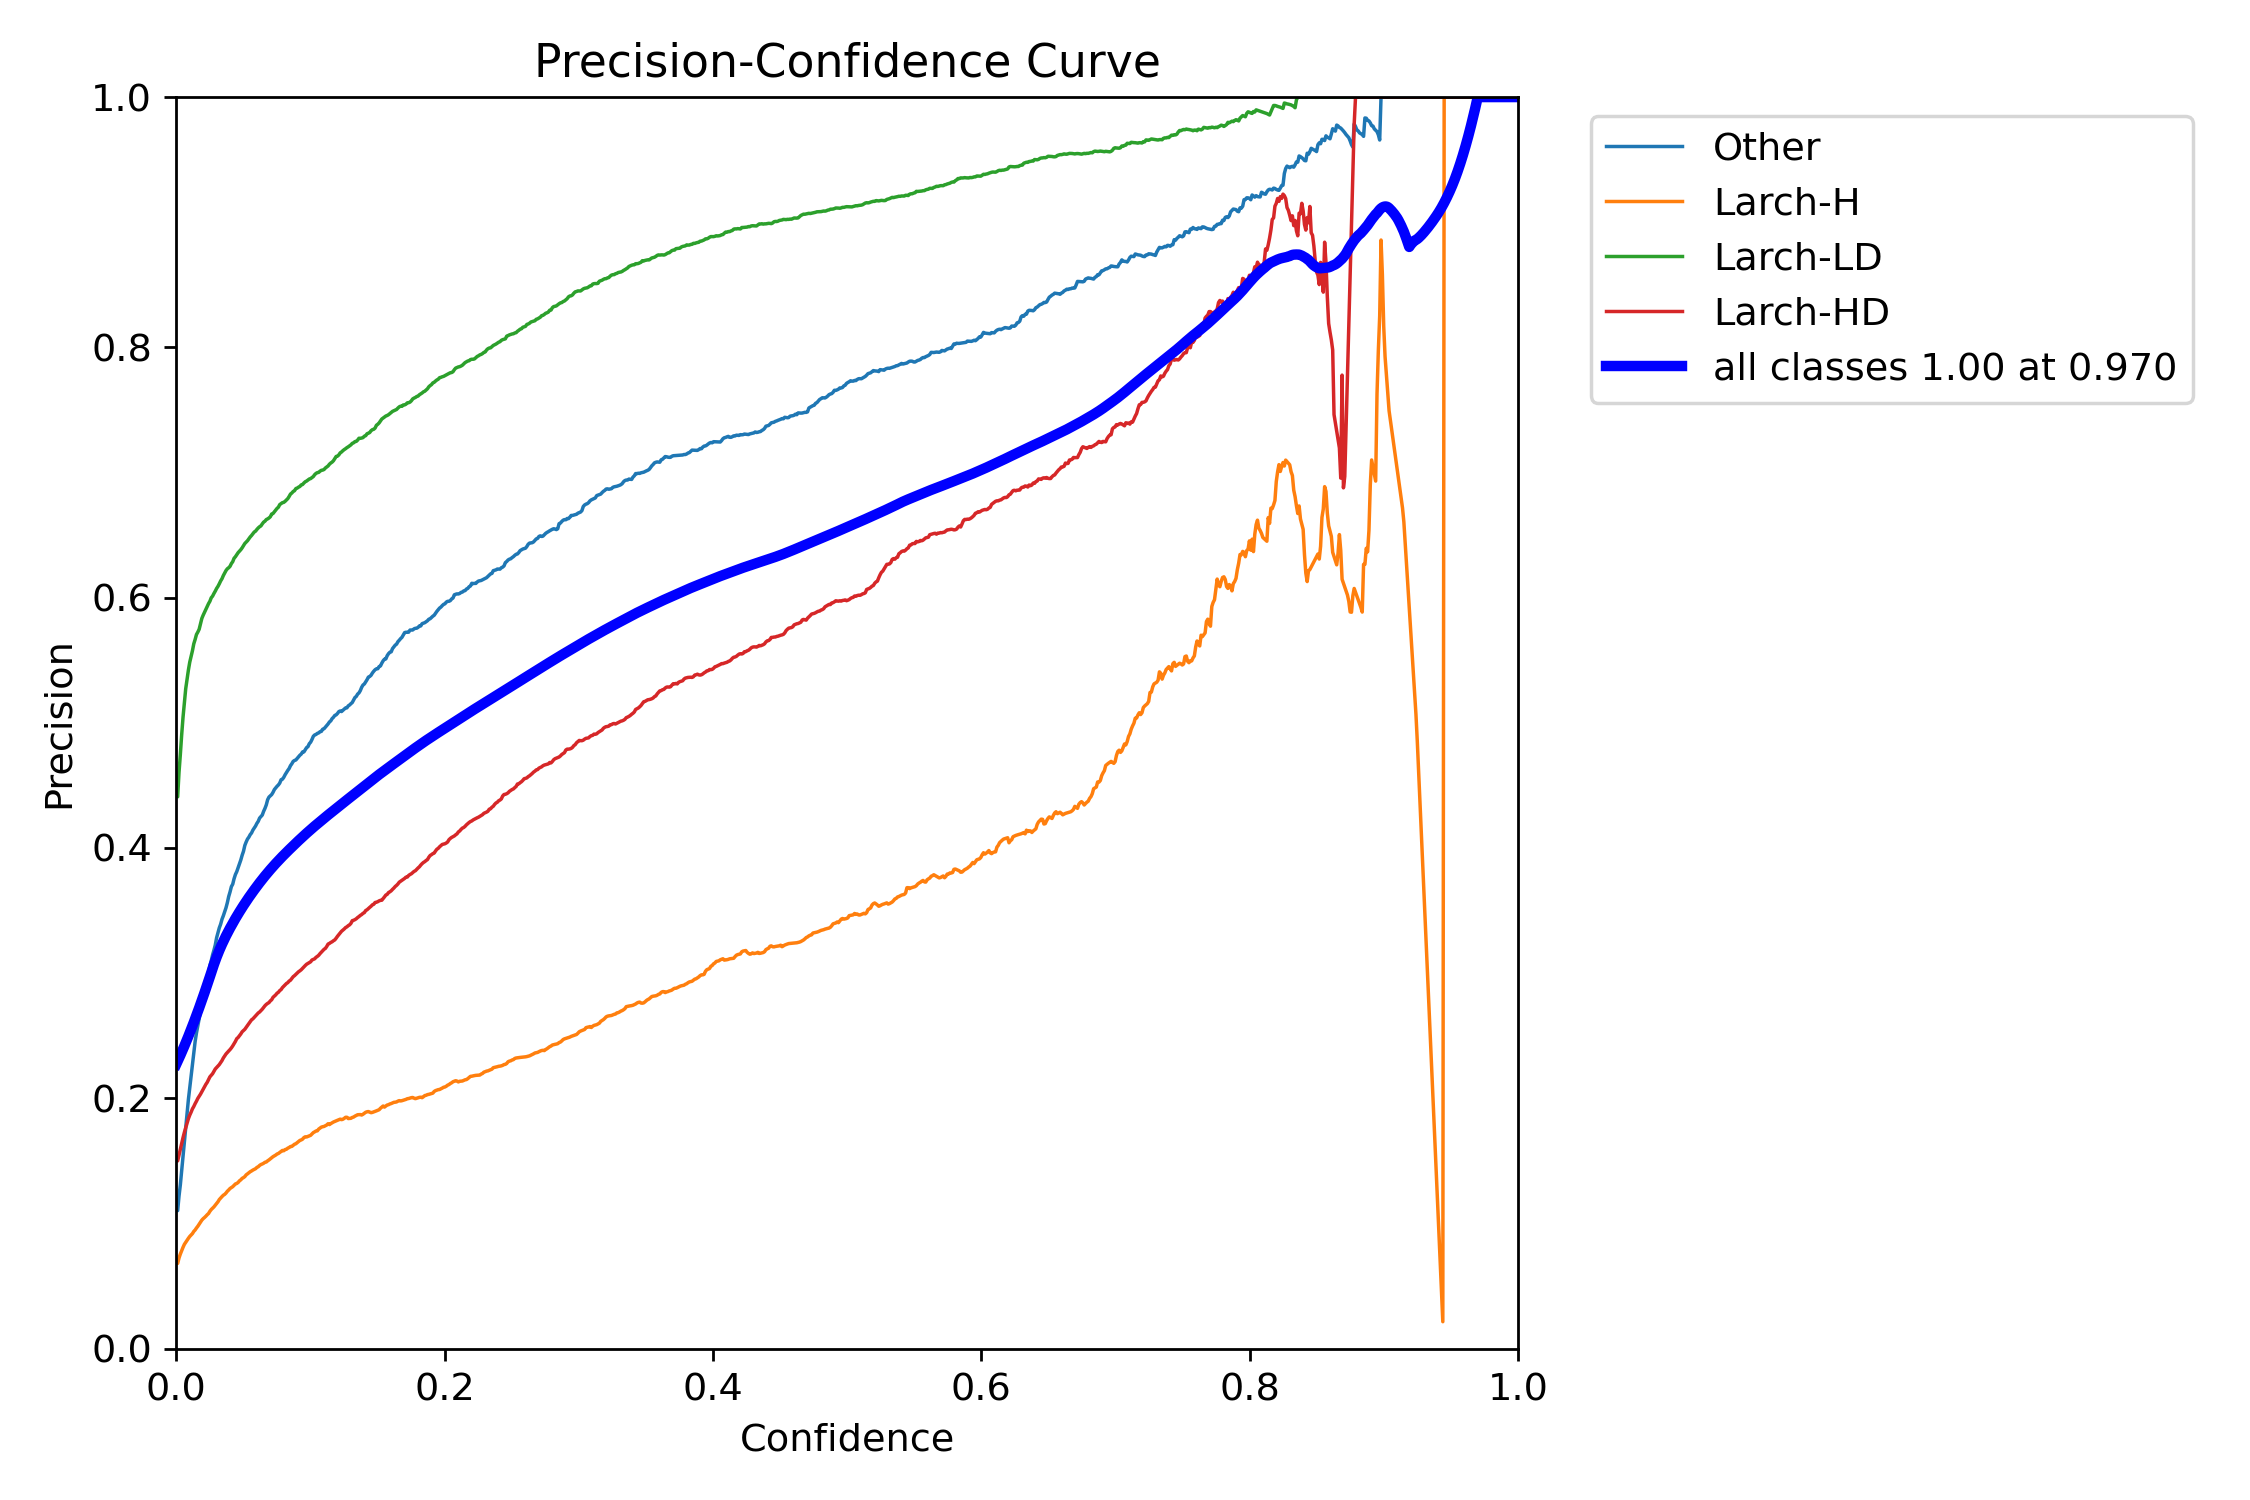 Precision-Confidence Curve
1.0
0.8
0.6
0.4
0.2
0.0
Precision
0.0 0.2 0.4 0.6 0.8 1.0
Confidence
Other
Larch-H
Larch-LD
Larch-HD
all classes 1.00 at 0.970